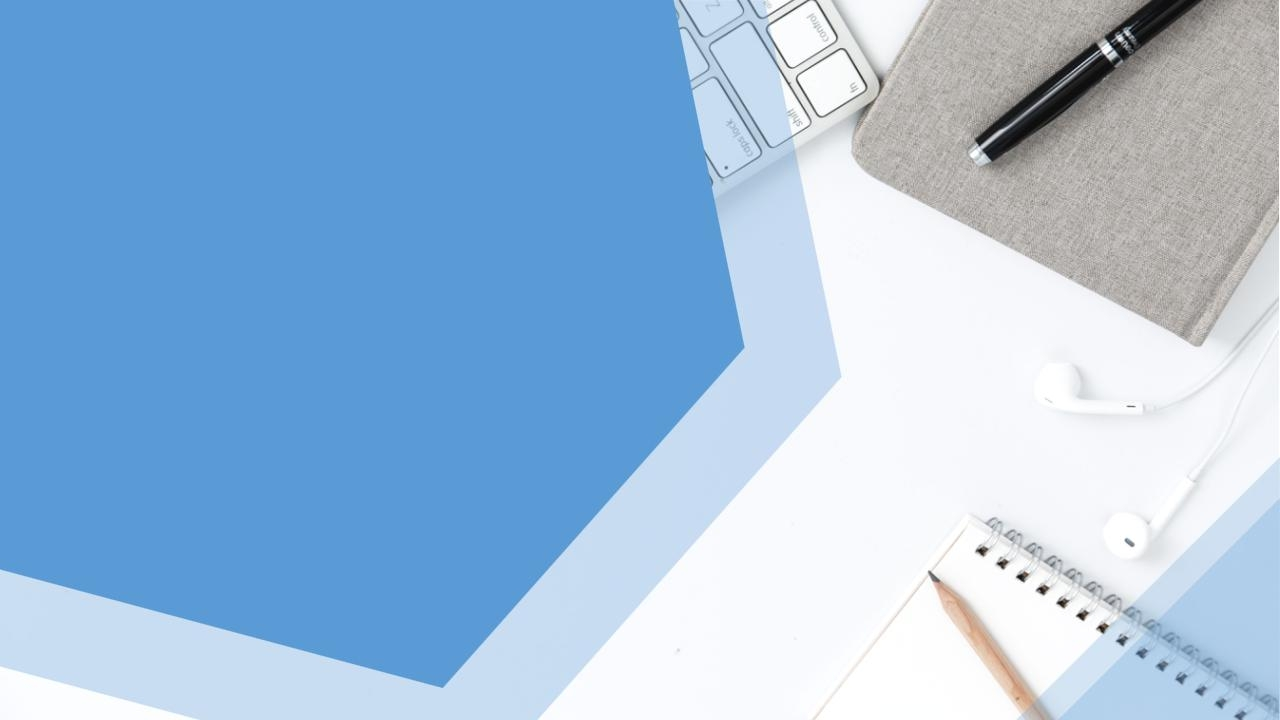 Z
control
fn
shift
caps lock